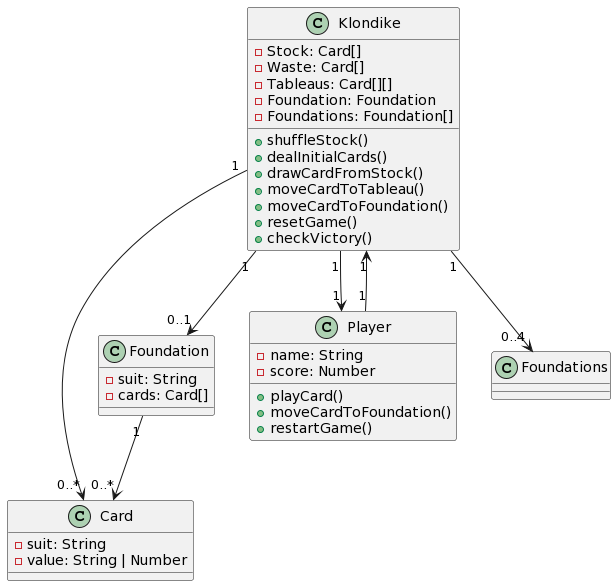 C Klondike
Stock: Card[]
Waste: Card[]
Tableaus: Card[][]
Foundation: Foundation
Foundations: Foundation[]
shuffleStock()
dealInitialCards()
drawCardFromStock()
moveCardToTableau()
moveCardToFoundation()
resetGame()
checkVictory()
1
1 1 1 1
0..1 1 1 0..4
C Foundation
suit: String
cards: Card[]
C Player
name: String
score: Number
playCard()
moveCardToFoundation()
restartGame()
C Foundations
1
0..* 0..*
C Card
suit: String
value: String | Number